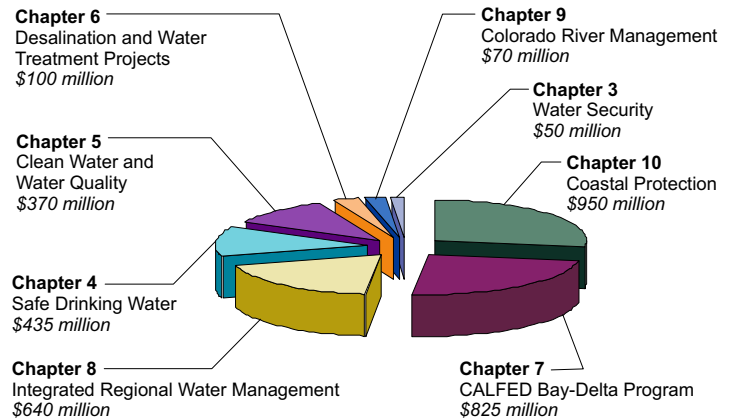 Chapter 6
Desalination and Water
Treatment Projects
$100 million
Chapter 9
Colorado River Management
$70 million
Chapter 3
Water Security
$50 million
Chapter 5
Clean Water and
Water Quality
$370 million
Chapter 10
Coastal Protection
$950 million
Chapter 4
Safe Drinking Water
$435 million
Chapter 8
Integrated Regional Water Management
$640 million
Chapter 7
CALFED Bay-Delta Program
$825 million